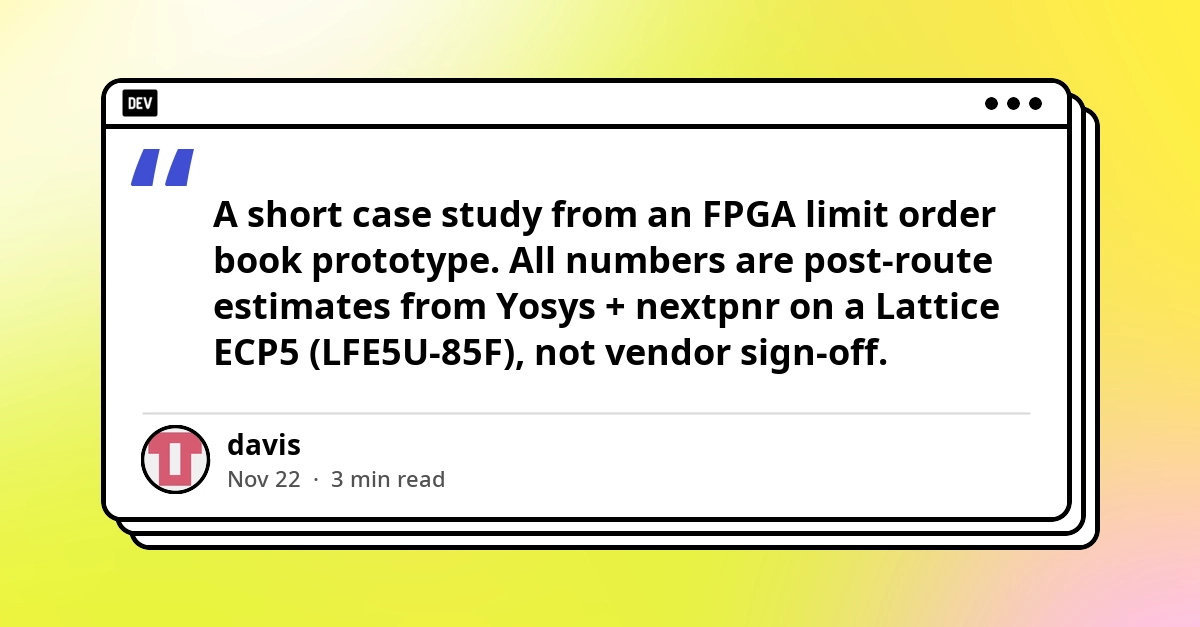 DEV
A short case study from an FPGA limit order
book prototype. All numbers are post-route
estimates from Yosys + nextpnr on a Lattice
ECP5 (LFE5U-85F), not vendor sign-off.
davis
Nov 22 · 3 min read